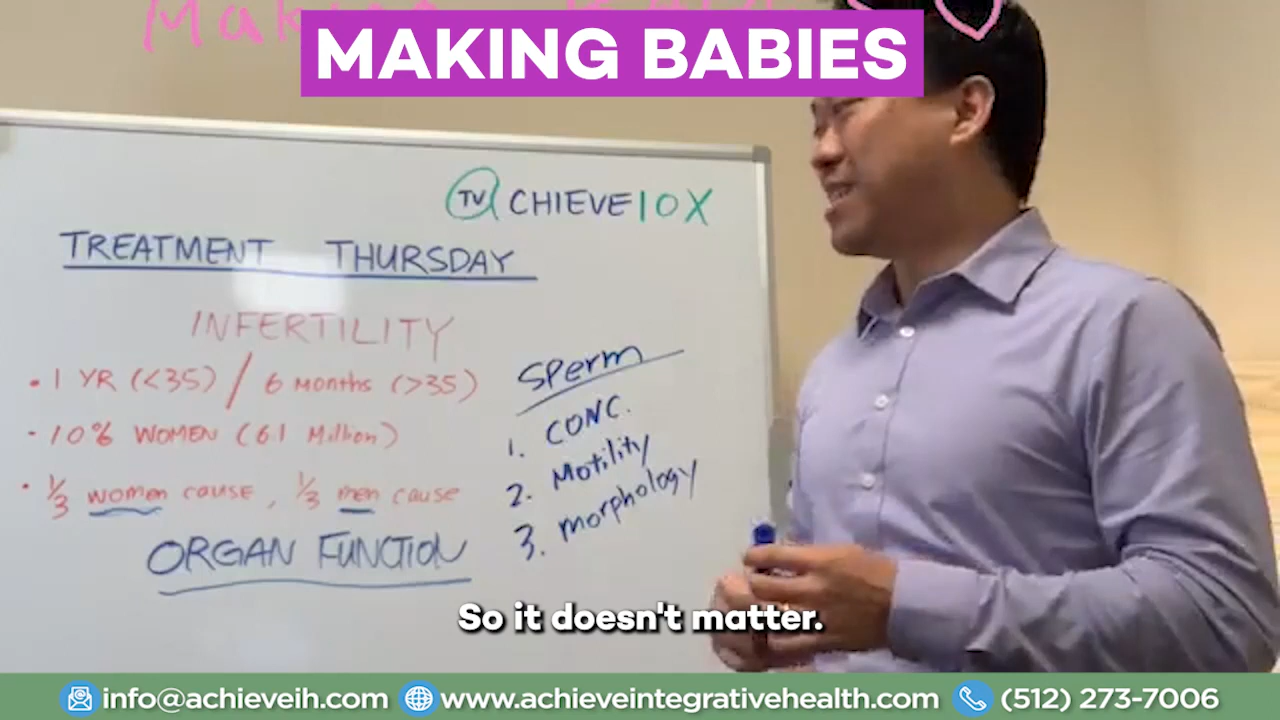 MAKING BABIES
TV ACHIEVE10X
TREATMENT THURSDAY
INFERTILITY
• 1 YR (<35) / 6 MONTHS (>35)
• 10% WOMEN (6.1 Million)
• 1/3 women cause, 1/3 men cause
ORGAN FUNCTION
Sperm
1. CONC.
2. Motility
3. morphology
So it doesn't matter.
info@achieveih.com www.achieveintegrativehealth.com (512) 273-7006